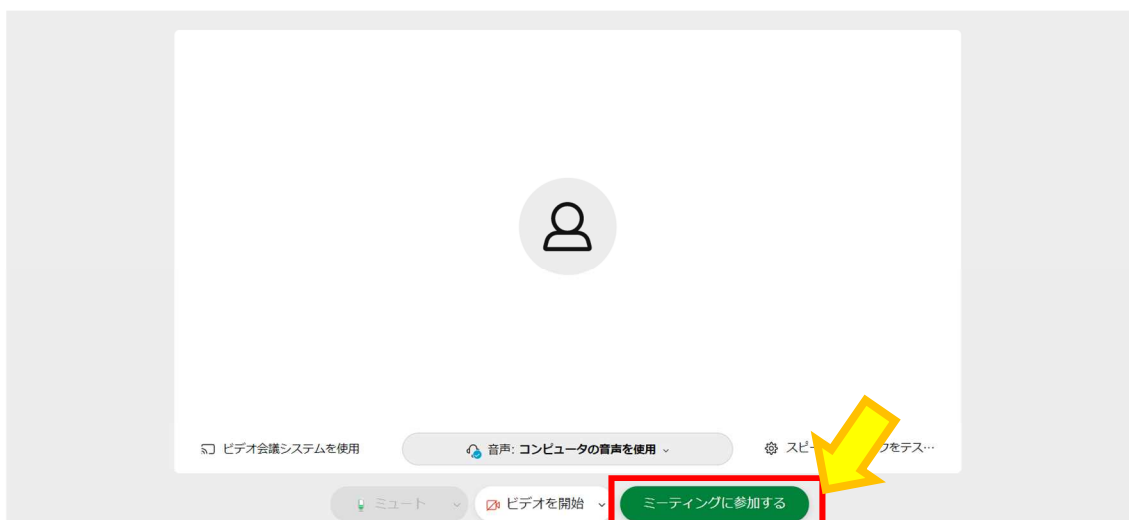 ビデオ会議システムを使用
音声: コンピュータの音声を使用
スピー クをテス…
ミュート
ビデオを開始
ミーティングに参加する